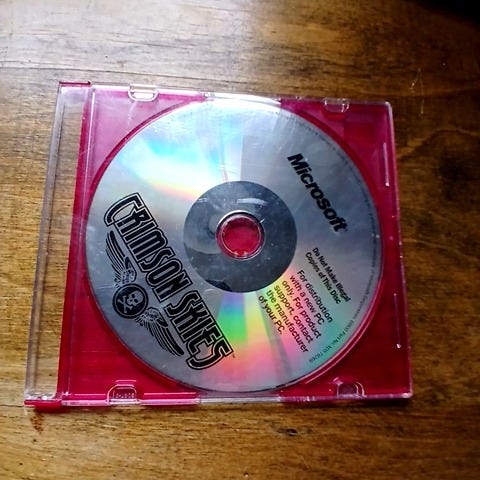 Microsoft
Do Not Make Illegal
Copies of This Disc.
For distribution
with a new PC
only. For product
support, contact
the manufacturer
of your PC.
CRIMSON SKIES